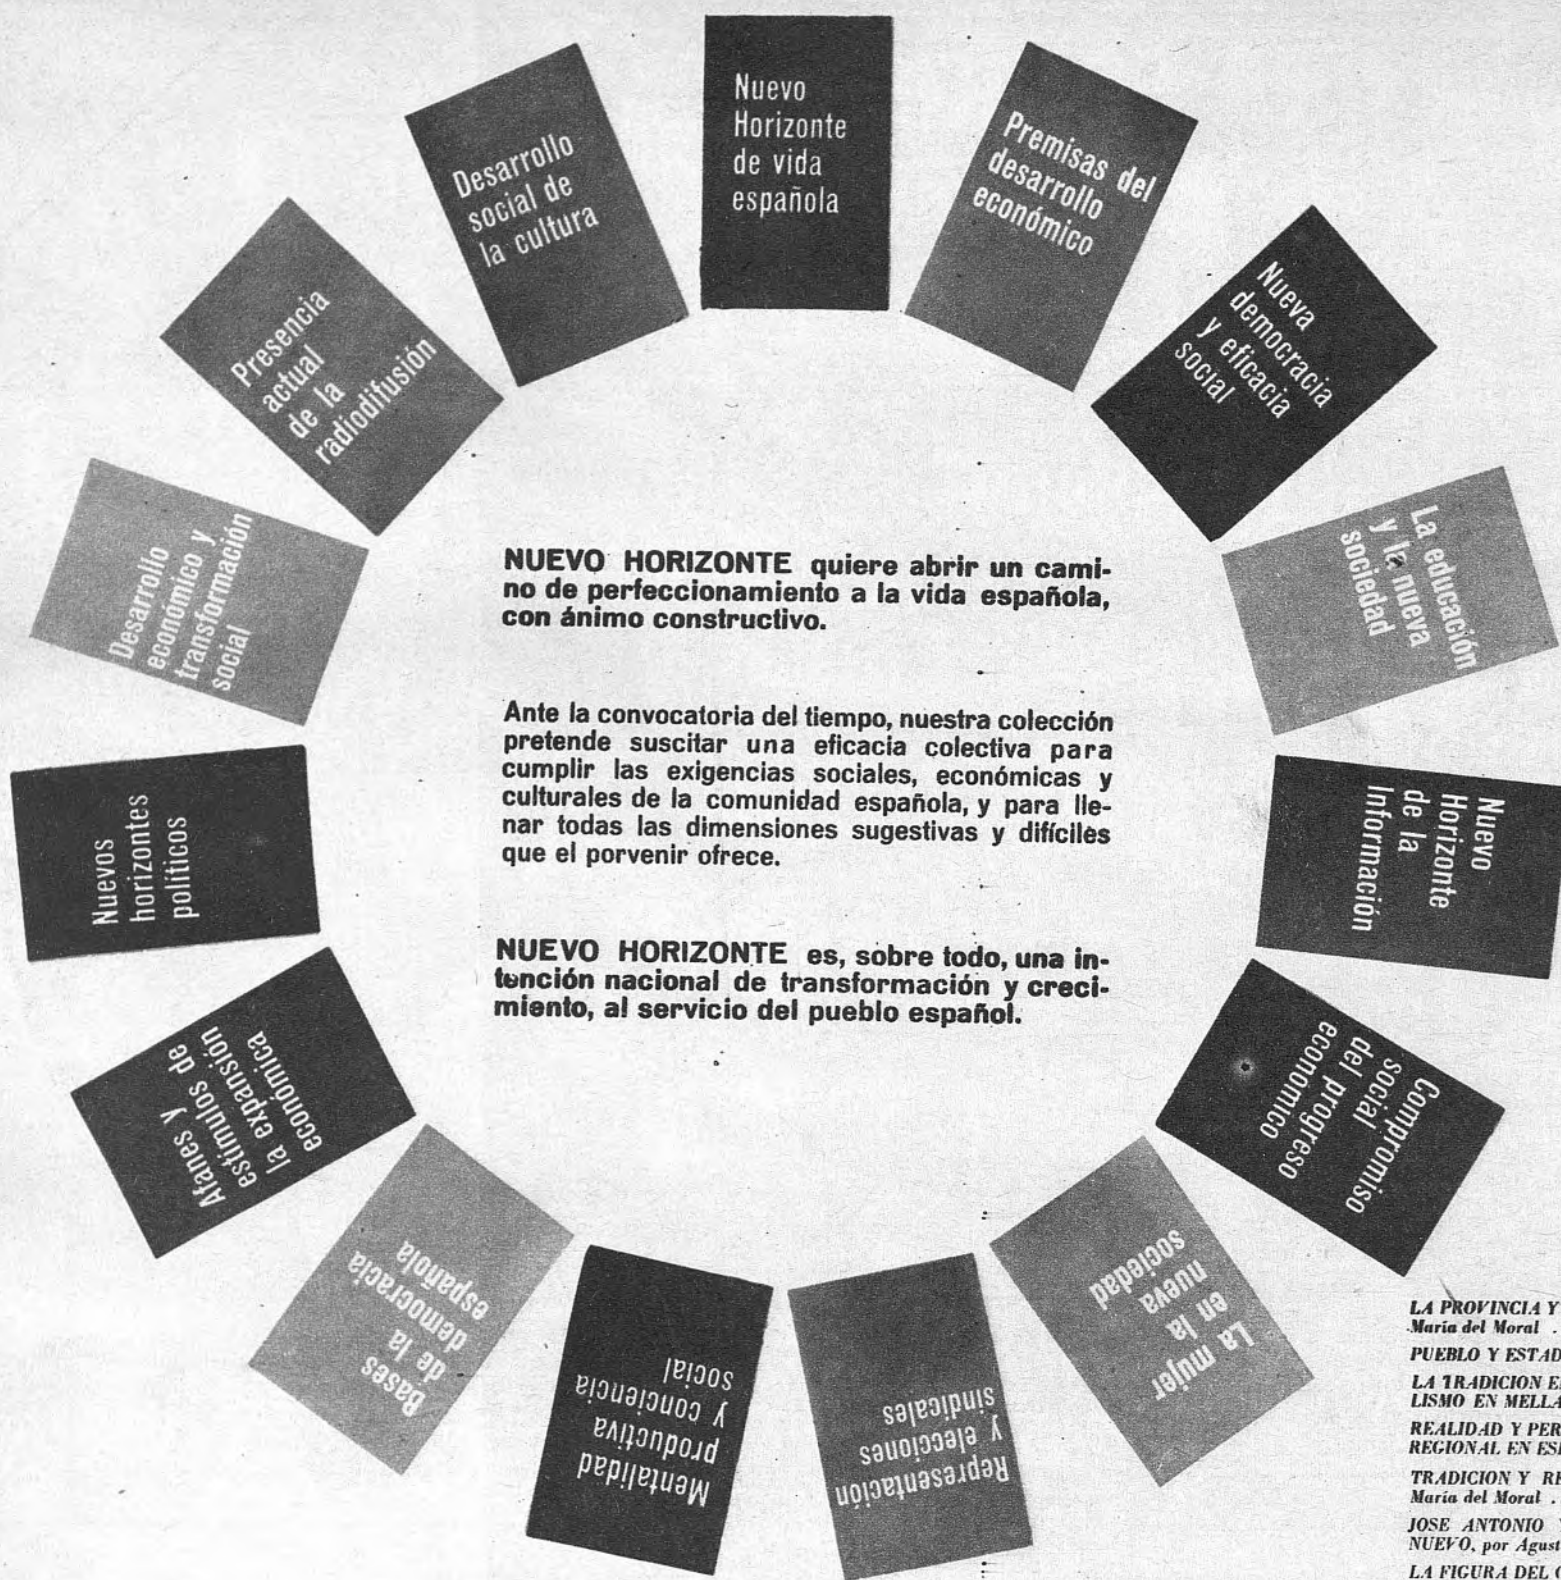 Nuevo
Horizonte
de vida
española
Premisas del
desarrollo
económico
Nueva
democracia
y eficacia
social
La educación
y la nueva
sociedad
Nuevo
Horizonte
de la
Información
Compromiso
social
del progreso
economico
La mujer
en la
nueva
sociedad
Representación
y elecciones
sindicales
Mentalidad
productiva
y conciencia
social
Bases
de la
democracia
española
Afanes y
estímulos de
la expansión
económica
Nuevos
horizontes
políticos
Desarrollo
económico y
transformación
social
Presencia
actual
de la
radiodifusión
Desarrollo
social de
la cultura
NUEVO HORIZONTE quiere abrir un cami-
no de perfeccionamiento a la vida española,
con ánimo constructivo.
Ante la convocatoria del tiempo, nuestra colección
pretende suscitar una eficacia colectiva para
cumplir las exigencias sociales, económicas y
culturales de la comunidad española, y para lle-
nar todas las dimensiones sugestivas y difíciles
que el porvenir ofrece.
NUEVO HORIZONTE es, sobre todo, una in-
tención nacional de transformación y creci-
miento, al servicio del pueblo español.
LA PROVINCIA Y
María del Moral .
PUEBLO Y ESTAD
LA TRADICION E
LISMO EN MELLA
REALIDAD Y PER
REGIONAL EN ES
TRADICION Y RE
María del Moral .
JOSE ANTONIO Y
NUEVO, por Agust
LA FIGURA DEL C